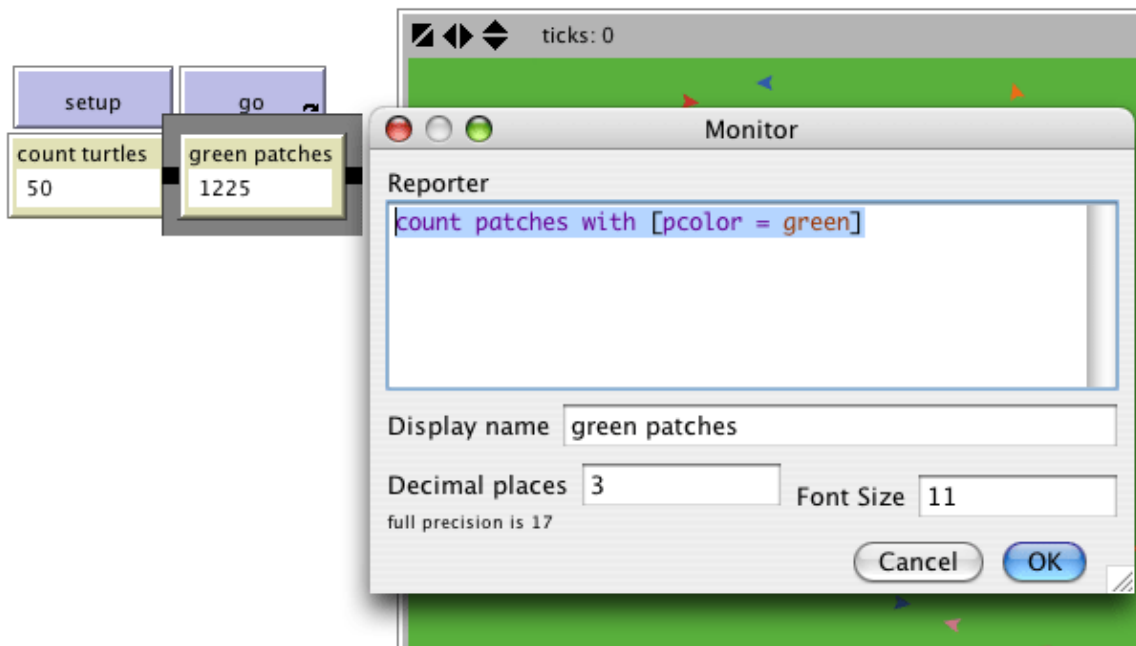 ticks: 0
setup
go
count turtles
50
green patches
1225
Monitor
Reporter
count patches with [pcolor = green]
Display name green patches
Decimal places 3
Font Size 11
full precision is 17
Cancel
OK